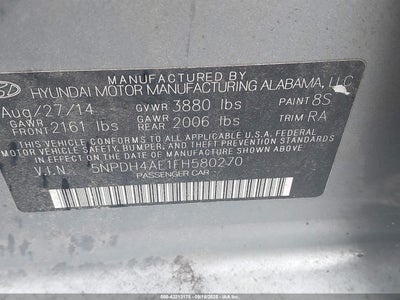 MANUFACTURED BY
HYUNDAI MOTOR MANUFACTURING ALABAMA, LLC
Aug/27/14 GVWR 3880 lbs PAINT 8S
GAWR FRONT 2161 lbs GAWR REAR 2006 lbs TRIM RA
THIS VEHICLE CONFORMS TO ALL APPLICABLE U.S.A. FEDERAL
MOTOR VEHICLE SAFETY, BUMPER, AND THEFT PREVENTION STANDARDS
IN EFFECT ON THE DATE OF MANUFACTURE SHOWN ABOVE.
V.I.N. 5NPDH4AE1FH580270
PASSENGER CAR